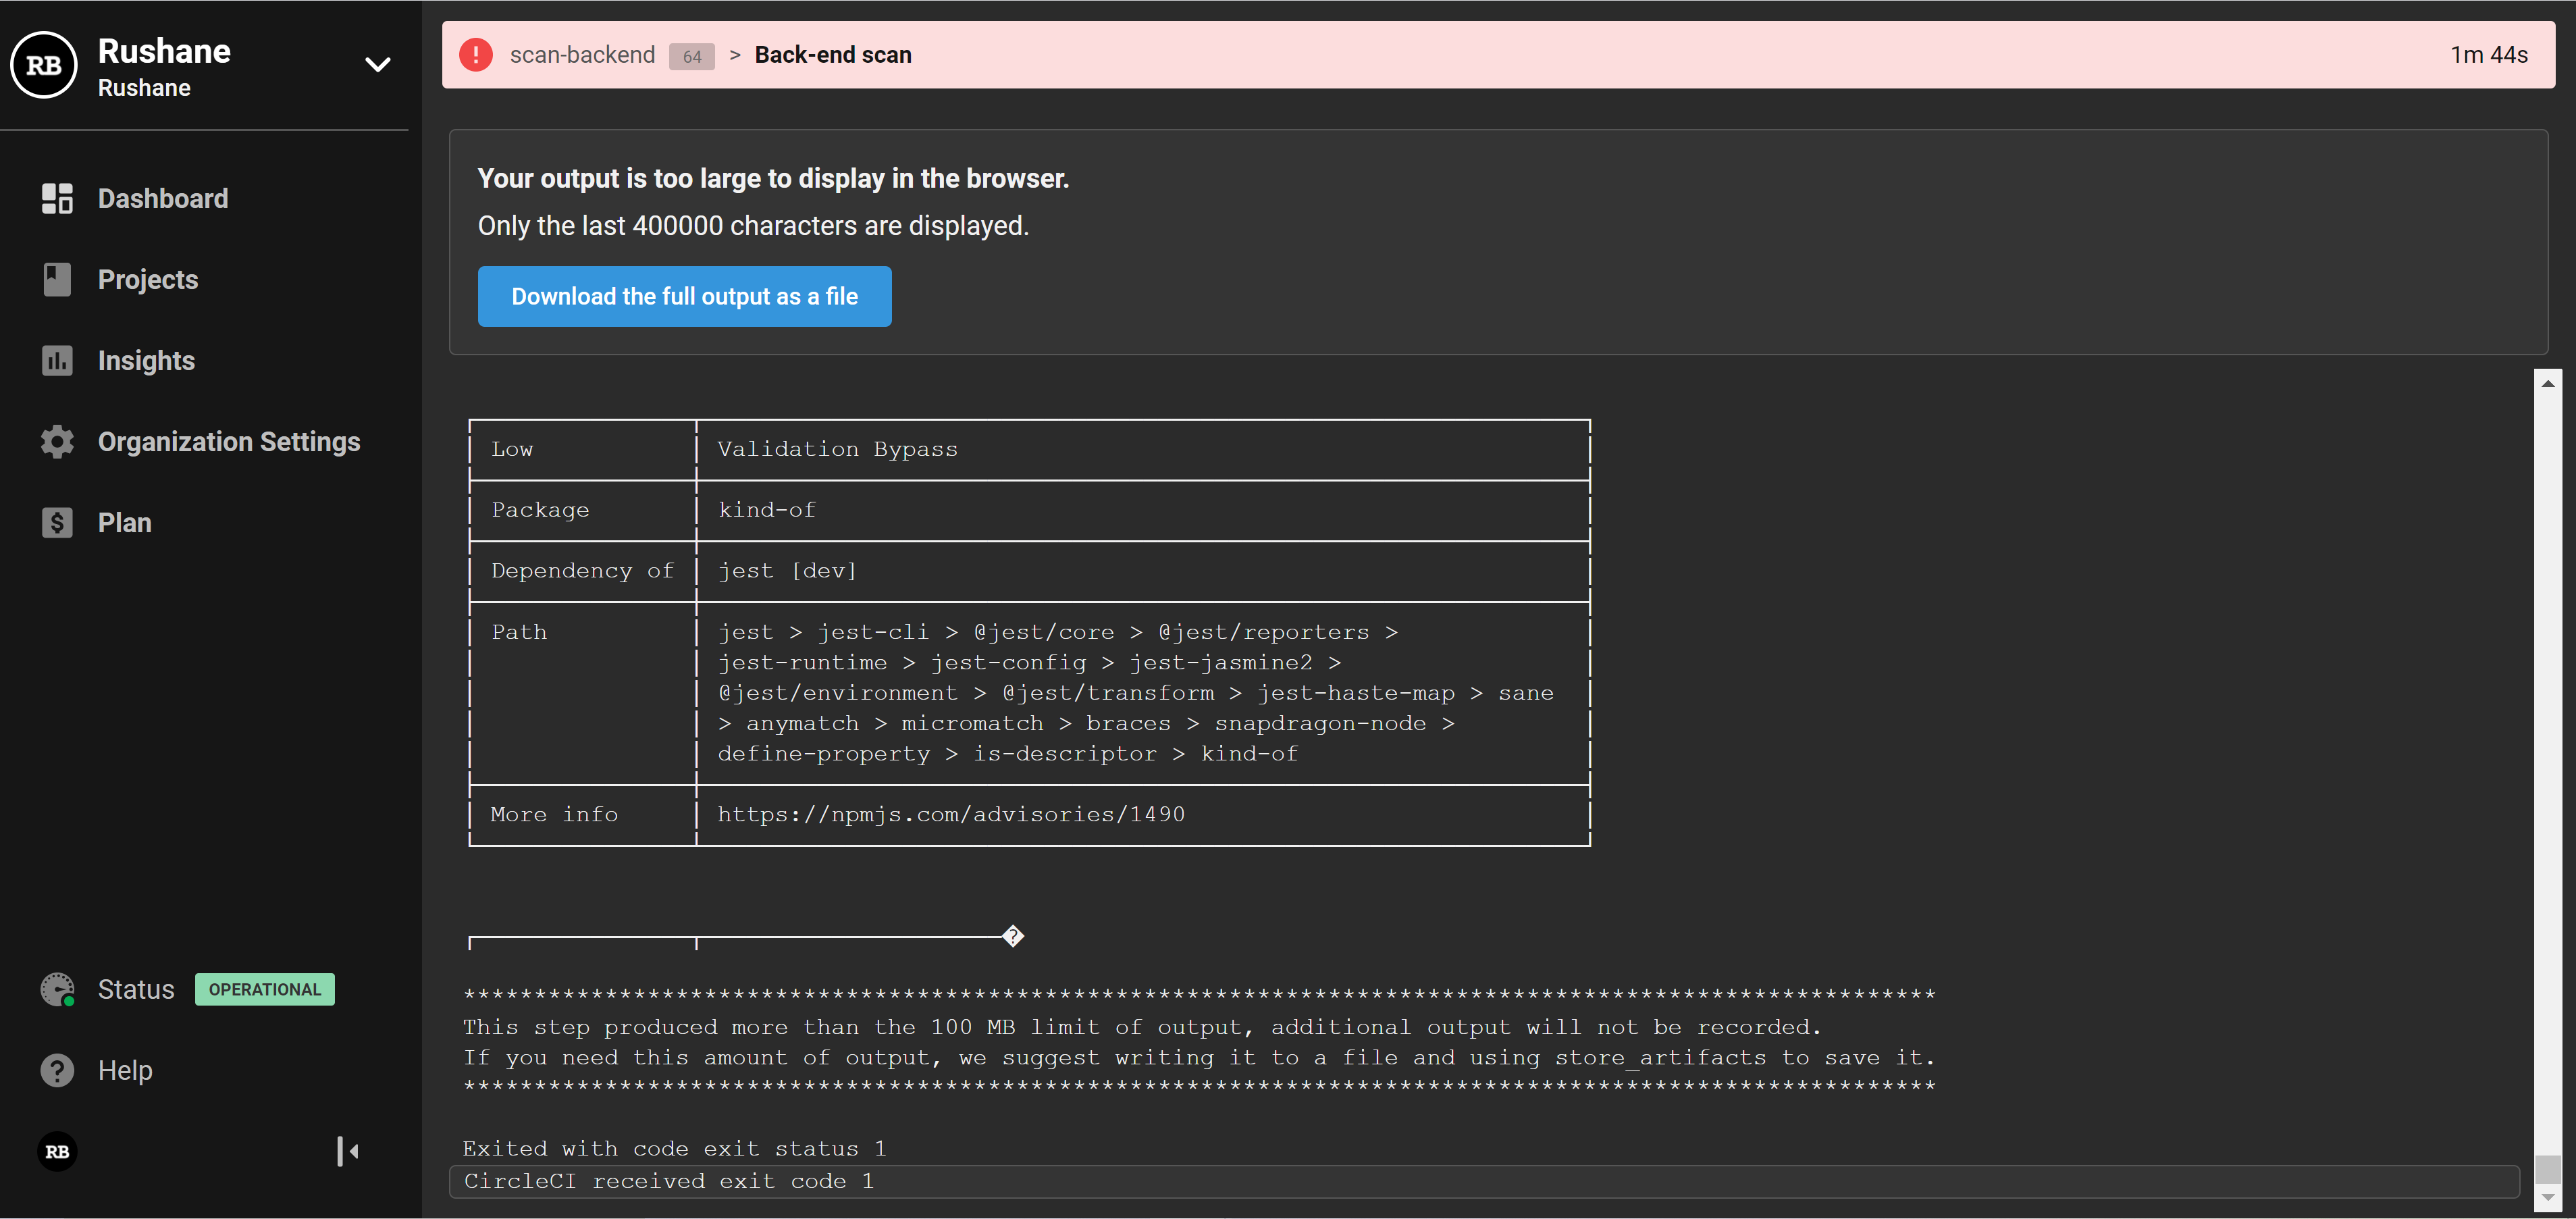 RB
Rushane
Rushane
Dashboard
Projects
Insights
Organization Settings
Plan
Status OPERATIONAL
Help
RB
scan-backend 64 > Back-end scan 1m 44s
Your output is too large to display in the browser.
Only the last 400000 characters are displayed.
Download the full output as a file
Low Validation Bypass
Package kind-of
Dependency of jest [dev]
Path jest > jest-cli > @jest/core > @jest/reporters >
jest-runtime > jest-config > jest-jasmine2 >
@jest/environment > @jest/transform > jest-haste-map > sane
> anymatch > micromatch > braces > snapdragon-node >
define-property > is-descriptor > kind-of
More info https://npmjs.com/advisories/1490
********************************************************************************************************
This step produced more than the 100 MB limit of output, additional output will not be recorded.
If you need this amount of output, we suggest writing it to a file and using store_artifacts to save it.
********************************************************************************************************
Exited with code exit status 1
CircleCI received exit code 1